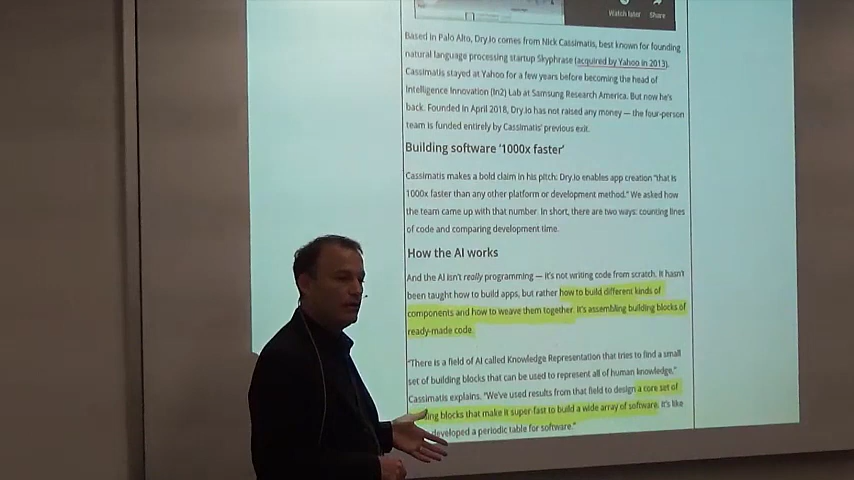 Watch later Share
Based in Palo Alto, Dry.Io comes from Nick Cassimatis, best known for founding
natural language processing startup Skyphrase (acquired by Yahoo in 2013).
Cassimatis stayed at Yahoo for a few years before becoming the head of
Intelligence Innovation (In2) Lab at Samsung Research America. But now he's
back. Founded in April 2018, Dry.Io has not raised any money — the four-person
team is funded entirely by Cassimatis' previous exit.
Building software '1000x faster'
Cassimatis makes a bold claim in his pitch: Dry.Io enables app creation "that is
1000x faster than any other platform or development method." We asked how
the team came up with that number. In short, there are two ways: counting lines
of code and comparing development time.
How the AI works
And the AI isn't really programming — it's not writing code from scratch. It hasn't
been taught how to build apps, but rather how to build different kinds of
components and how to weave them together. It's assembling building blocks of
ready-made code.
"There is a field of AI called Knowledge Representation that tries to find a small
set of building blocks that can be used to represent all of human knowledge,"
Cassimatis explains. "We've used results from that field to design a core set of
blocks that make it super fast to build a wide array of software. It's like
developed a periodic table for software."